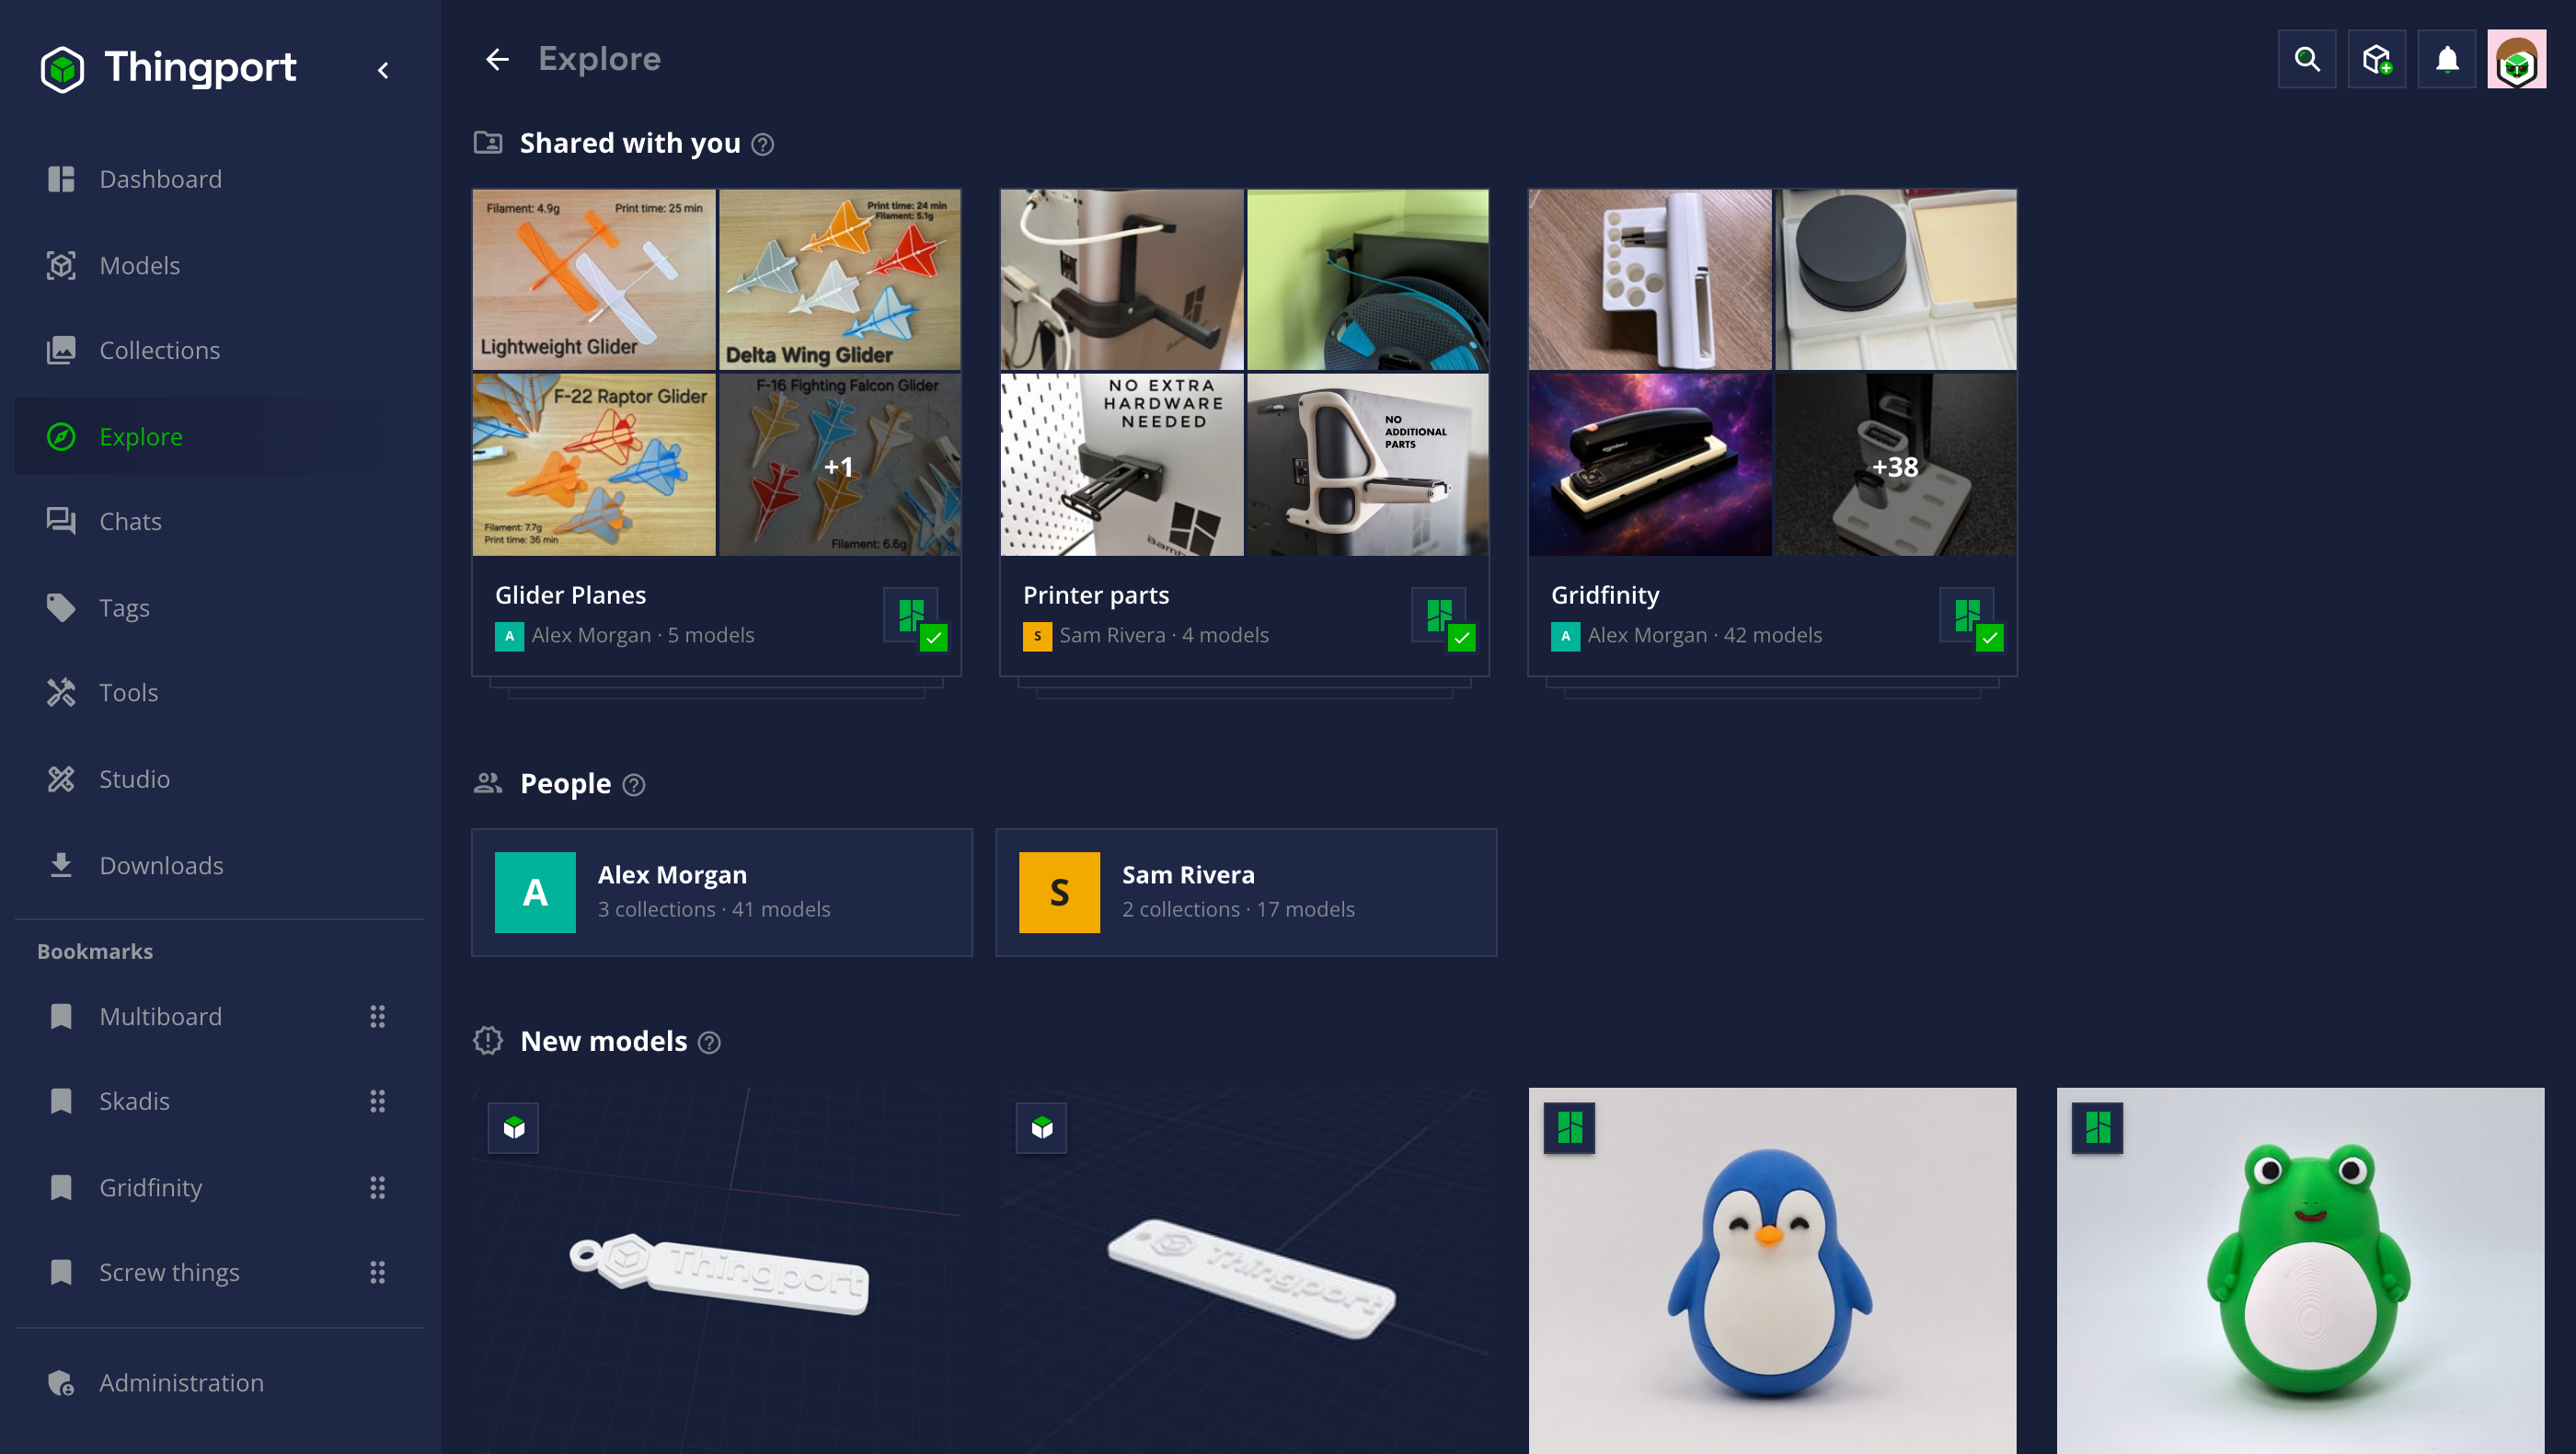 Thingport
Dashboard
Models
Collections
Explore
Chats
Tags
Tools
Studio
Downloads
Bookmarks
Multiboard
Skadis
Gridfinity
Screw things
Administration
Explore
Shared with you
Filament: 4.9g
Print time: 25 min
Lightweight Glider
Print time: 24 min
Filament: 5.1g
Delta Wing Glider
F-22 Raptor Glider
Filament: 7.7g
Print time: 36 min
F-16 Fighting Falcon Glider
+1
Filament: 6.6g
Glider Planes
A Alex Morgan · 5 models
NO EXTRA
HARDWARE
NEEDED
NO
ADDITIONAL
PARTS
Printer parts
S Sam Rivera · 4 models
+38
Gridfinity
A Alex Morgan · 42 models
People
A
Alex Morgan
3 collections · 41 models
S
Sam Rivera
2 collections · 17 models
New models
Thingport
Thingport